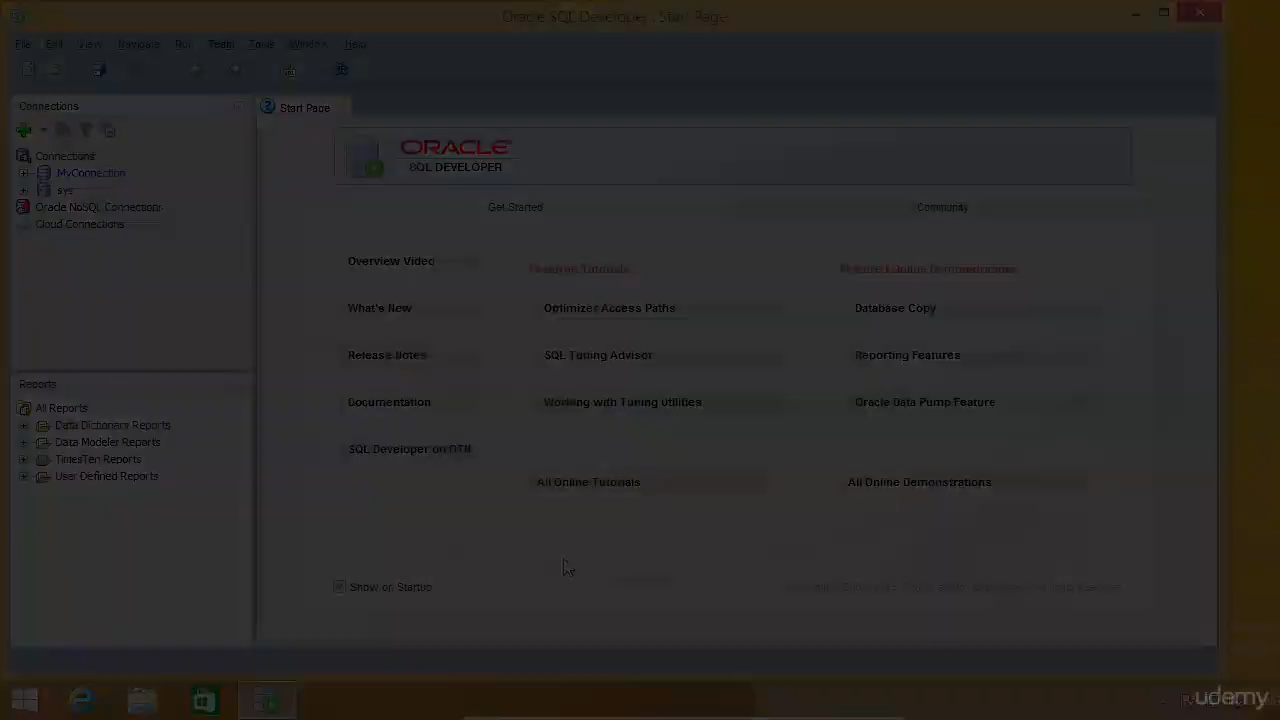 Oracle SQL Developer : Start Page
File Edit View Navigate Run Team Tools Window Help
Connections
Start Page
Connections
MyConnection
sys
Oracle NoSQL Connections
Cloud Connections
ORACLE
SQL DEVELOPER
Get Started
Community
Overview Video
Featured Tutorials
Featured Online Demonstrations
What's New
Optimizer Access Paths
Database Copy
Release Notes
SQL Tuning Advisor
Reporting Features
Documentation
Working with Tuning Utilities
Oracle Data Pump Feature
SQL Developer on OTN
All Online Tutorials
All Online Demonstrations
Show on Startup
Reports
All Reports
Data Dictionary Reports
Data Modeler Reports
TimesTen Reports
User Defined Reports
udemy